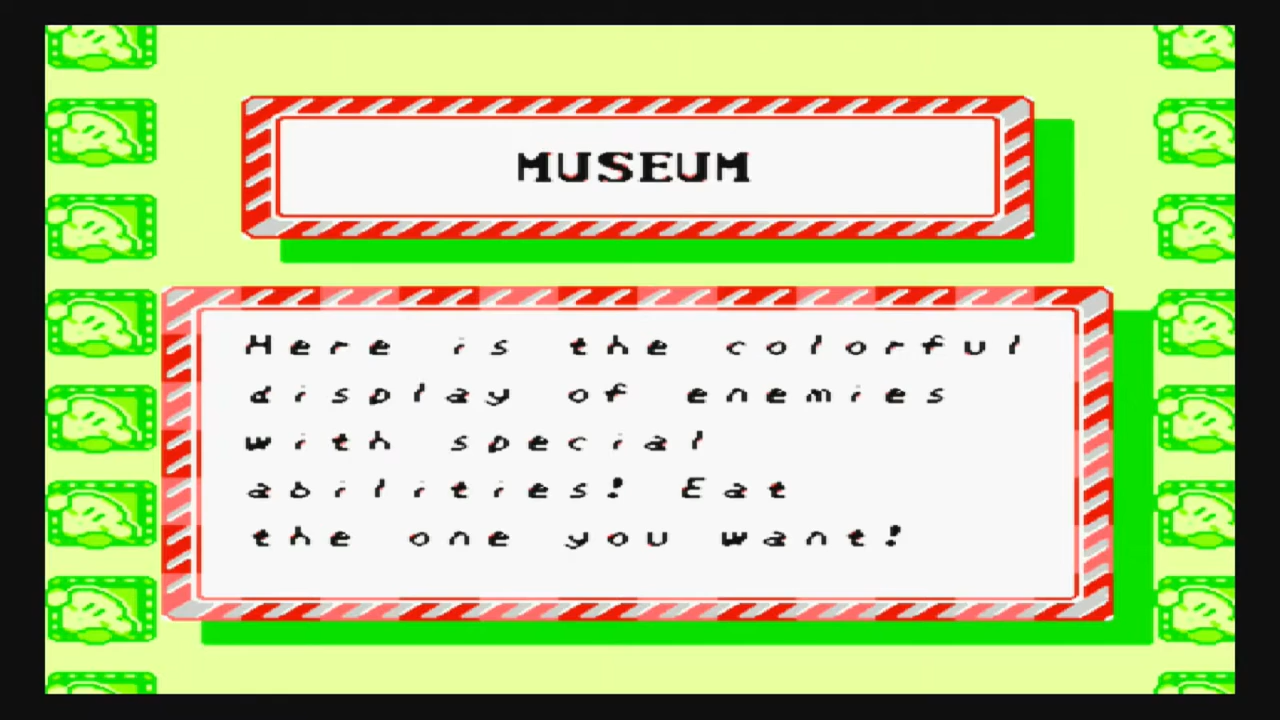 MUSEUM
Here is the colorful
display of enemies
with special
abilities! Eat
the one you want!